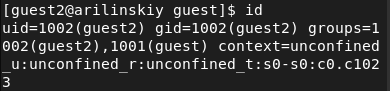 [guest2@arilinskiy guest]$ id
uid=1002(guest2) gid=1002(guest2) groups=1
002(guest2),1001(guest) context=unconfined
_u:unconfined_r:unconfined_t:s0-s0:c0.c102
3